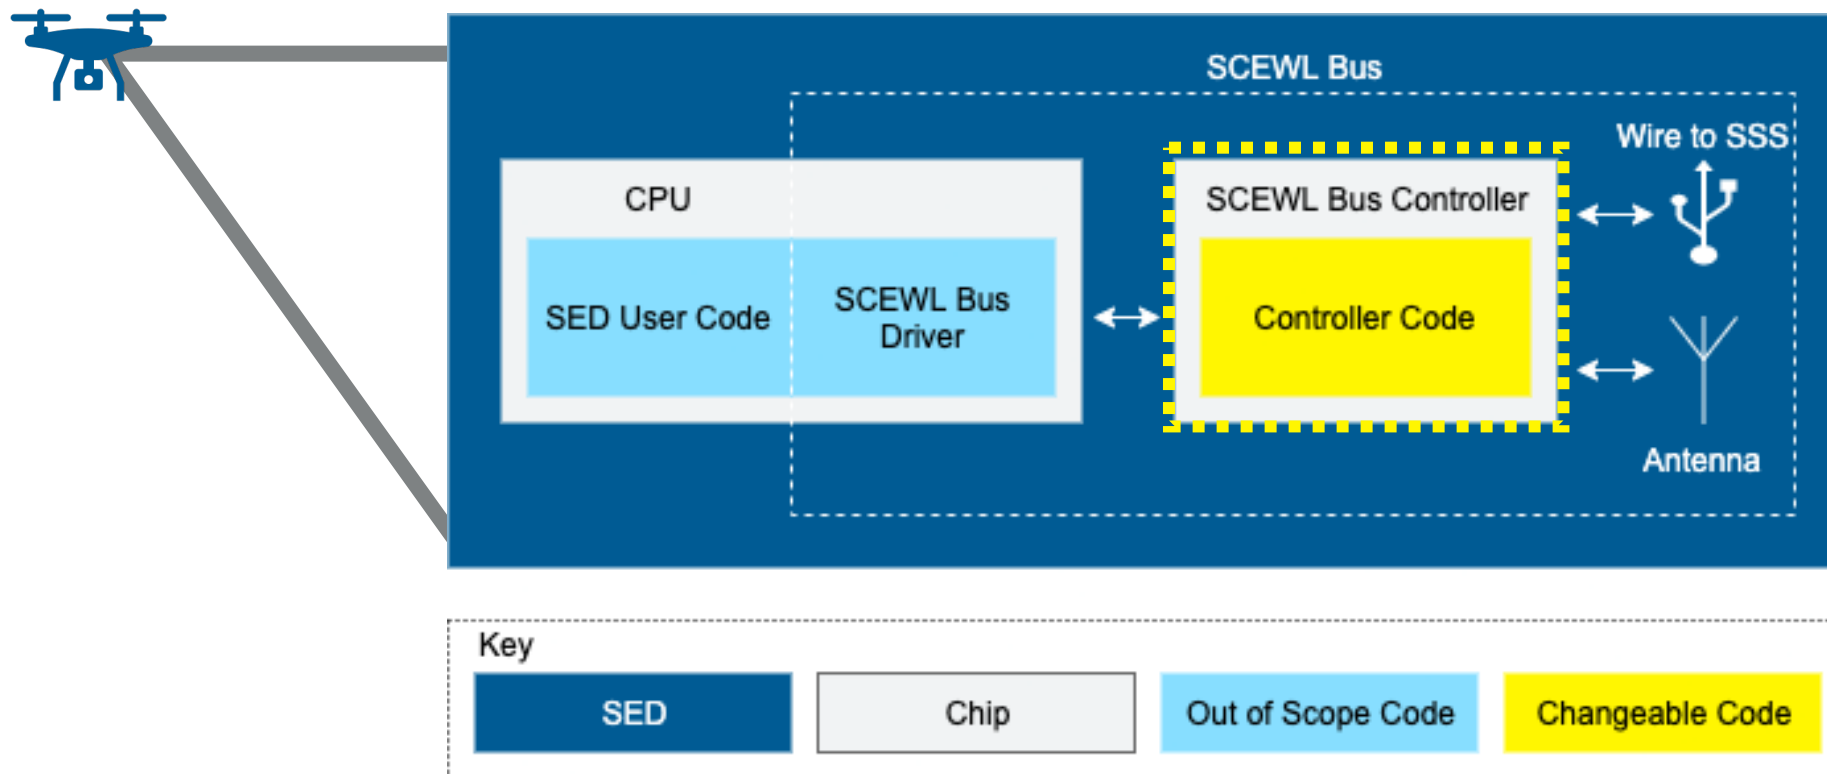 SCEWL Bus
Wire to SSS
CPU
SCEWL Bus Controller
SED User Code
SCEWL Bus
Driver
Controller Code
Antenna
Key
SED
Chip
Out of Scope Code
Changeable Code